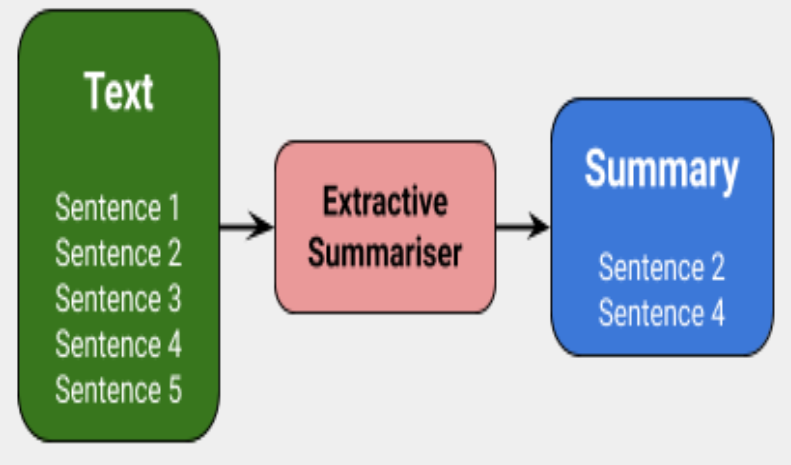 Text
Sentence 1
Sentence 2
Sentence 3
Sentence 4
Sentence 5
Extractive
Summariser
Summary
Sentence 2
Sentence 4